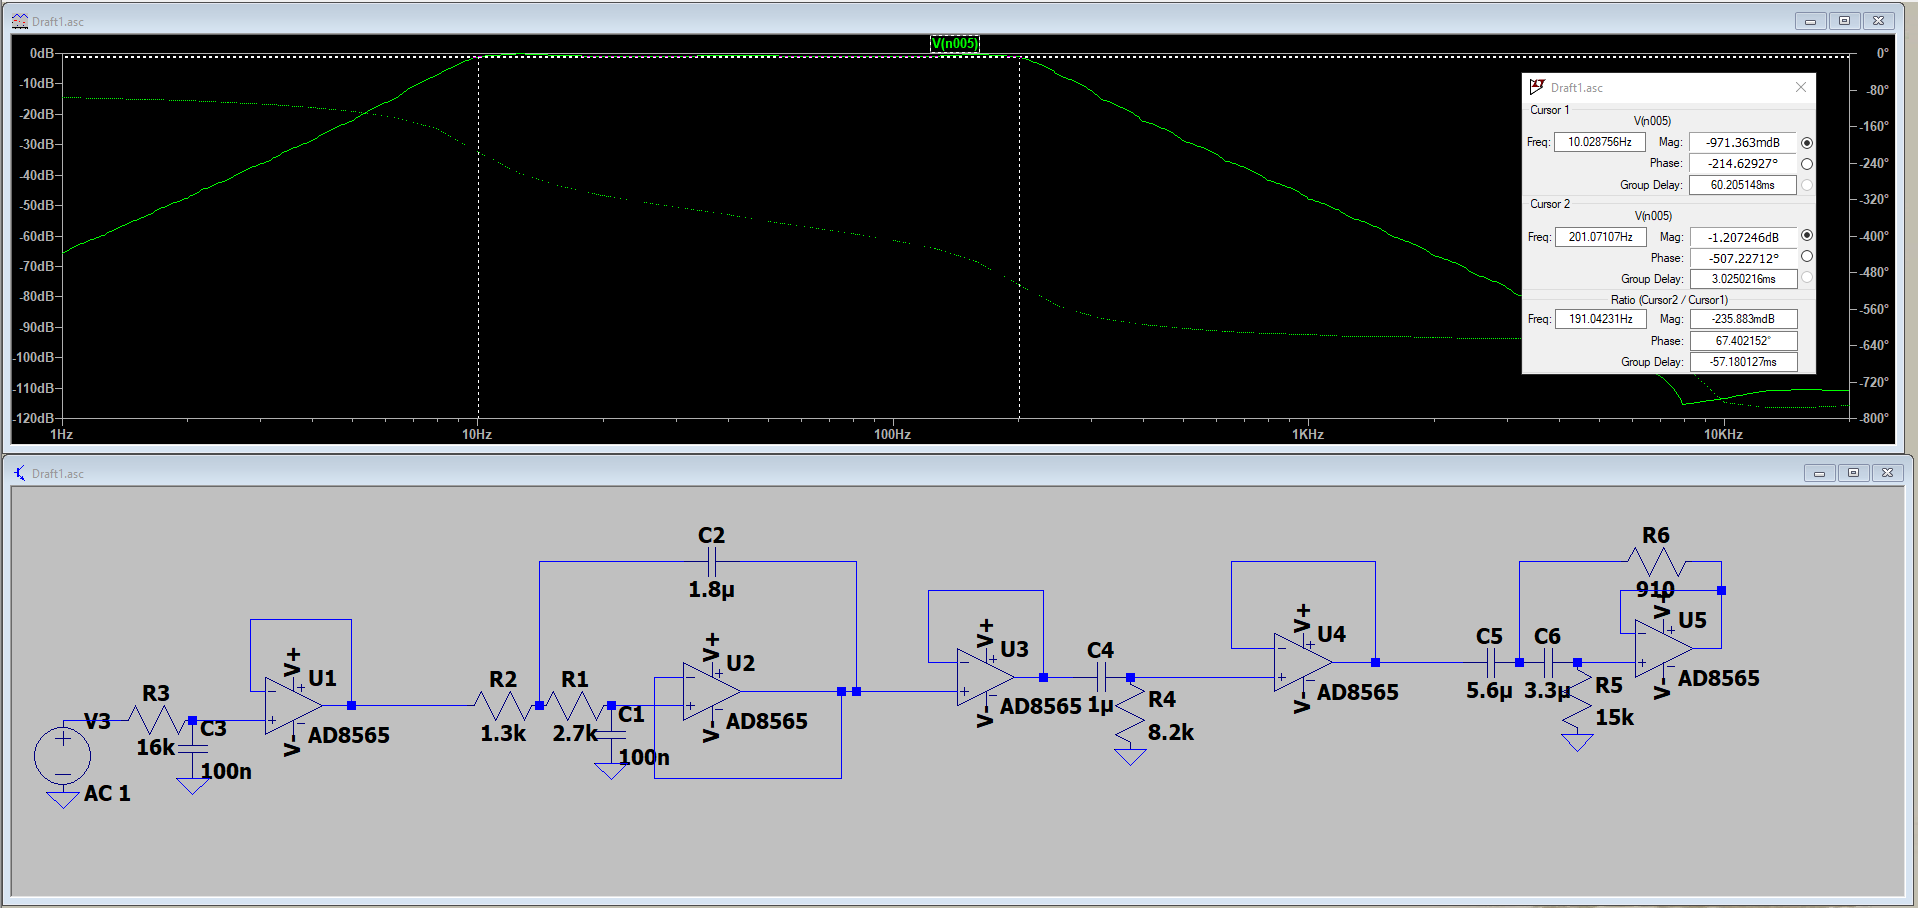 Draft1.asc
V(n005)
0dB
-10dB
-20dB
-30dB
-40dB
-50dB
-60dB
-70dB
-80dB
-90dB
-100dB
-110dB
-120dB
1Hz
10Hz
100Hz
1KHz
10KHz
0°
-80°
-160°
-240°
-320°
-400°
-480°
-560°
-640°
-720°
-800°
Draft1.asc
Cursor 1
V(n005)
Freq: 10.028756Hz Mag: -971.363mdB
Phase: -214.62927°
Group Delay: 60.205148ms
Cursor 2
V(n005)
Freq: 201.07107Hz Mag: -1.207246dB
Phase: -507.22712°
Group Delay: 3.0250216ms
Ratio (Cursor2 / Cursor1)
Freq: 191.04231Hz Mag: -235.883mdB
Phase: 67.402152°
Group Delay: -57.180127ms
Draft1.asc
V3
AC 1
R3
16k
C3
100n
V+
U1
V-
AD8565
R2
1.3k
R1
2.7k
C1
100n
C2
1.8µ
V+
U2
V-
AD8565
V+
U3
V-
AD8565
C4
1µ
R4
8.2k
V+
U4
V-
AD8565
C5
5.6µ
C6
3.3µ
R5
15k
R6
910
V+
U5
V-
AD8565